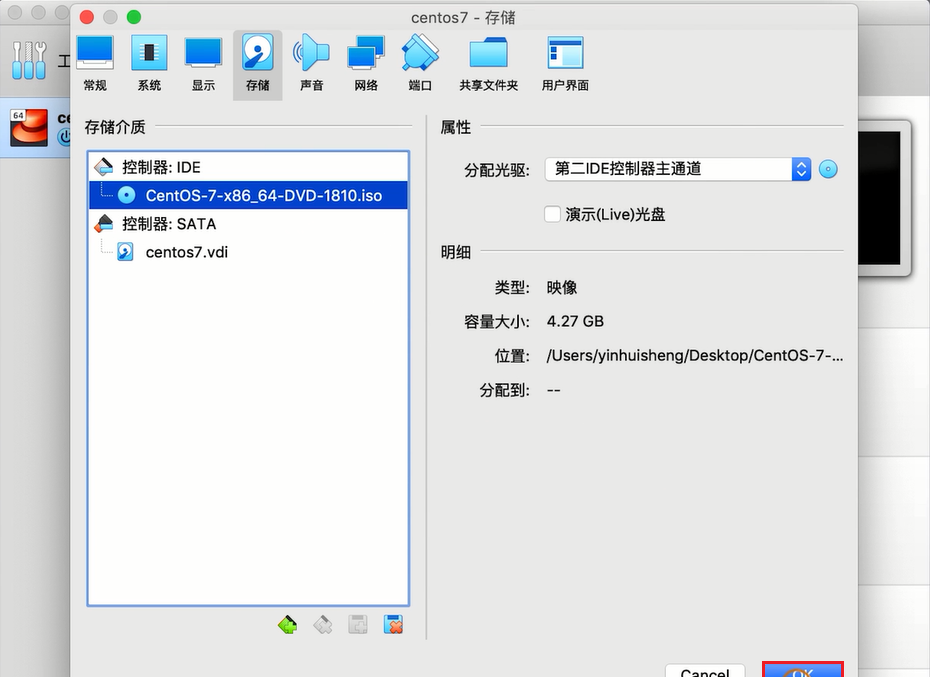 centos7 - 存储
工
常规 系统 显示 存储 声音 网络 端口 共享文件夹 用户界面
64
ce
存储介质
控制器: IDE
CentOS-7-x86_64-DVD-1810.iso
控制器: SATA
centos7.vdi
属性
分配光驱: 第二IDE控制器主通道
演示(Live)光盘
明细
类型: 映像
容量大小: 4.27 GB
位置: /Users/yinhuisheng/Desktop/CentOS-7-...
分配到: --
Cancel OK